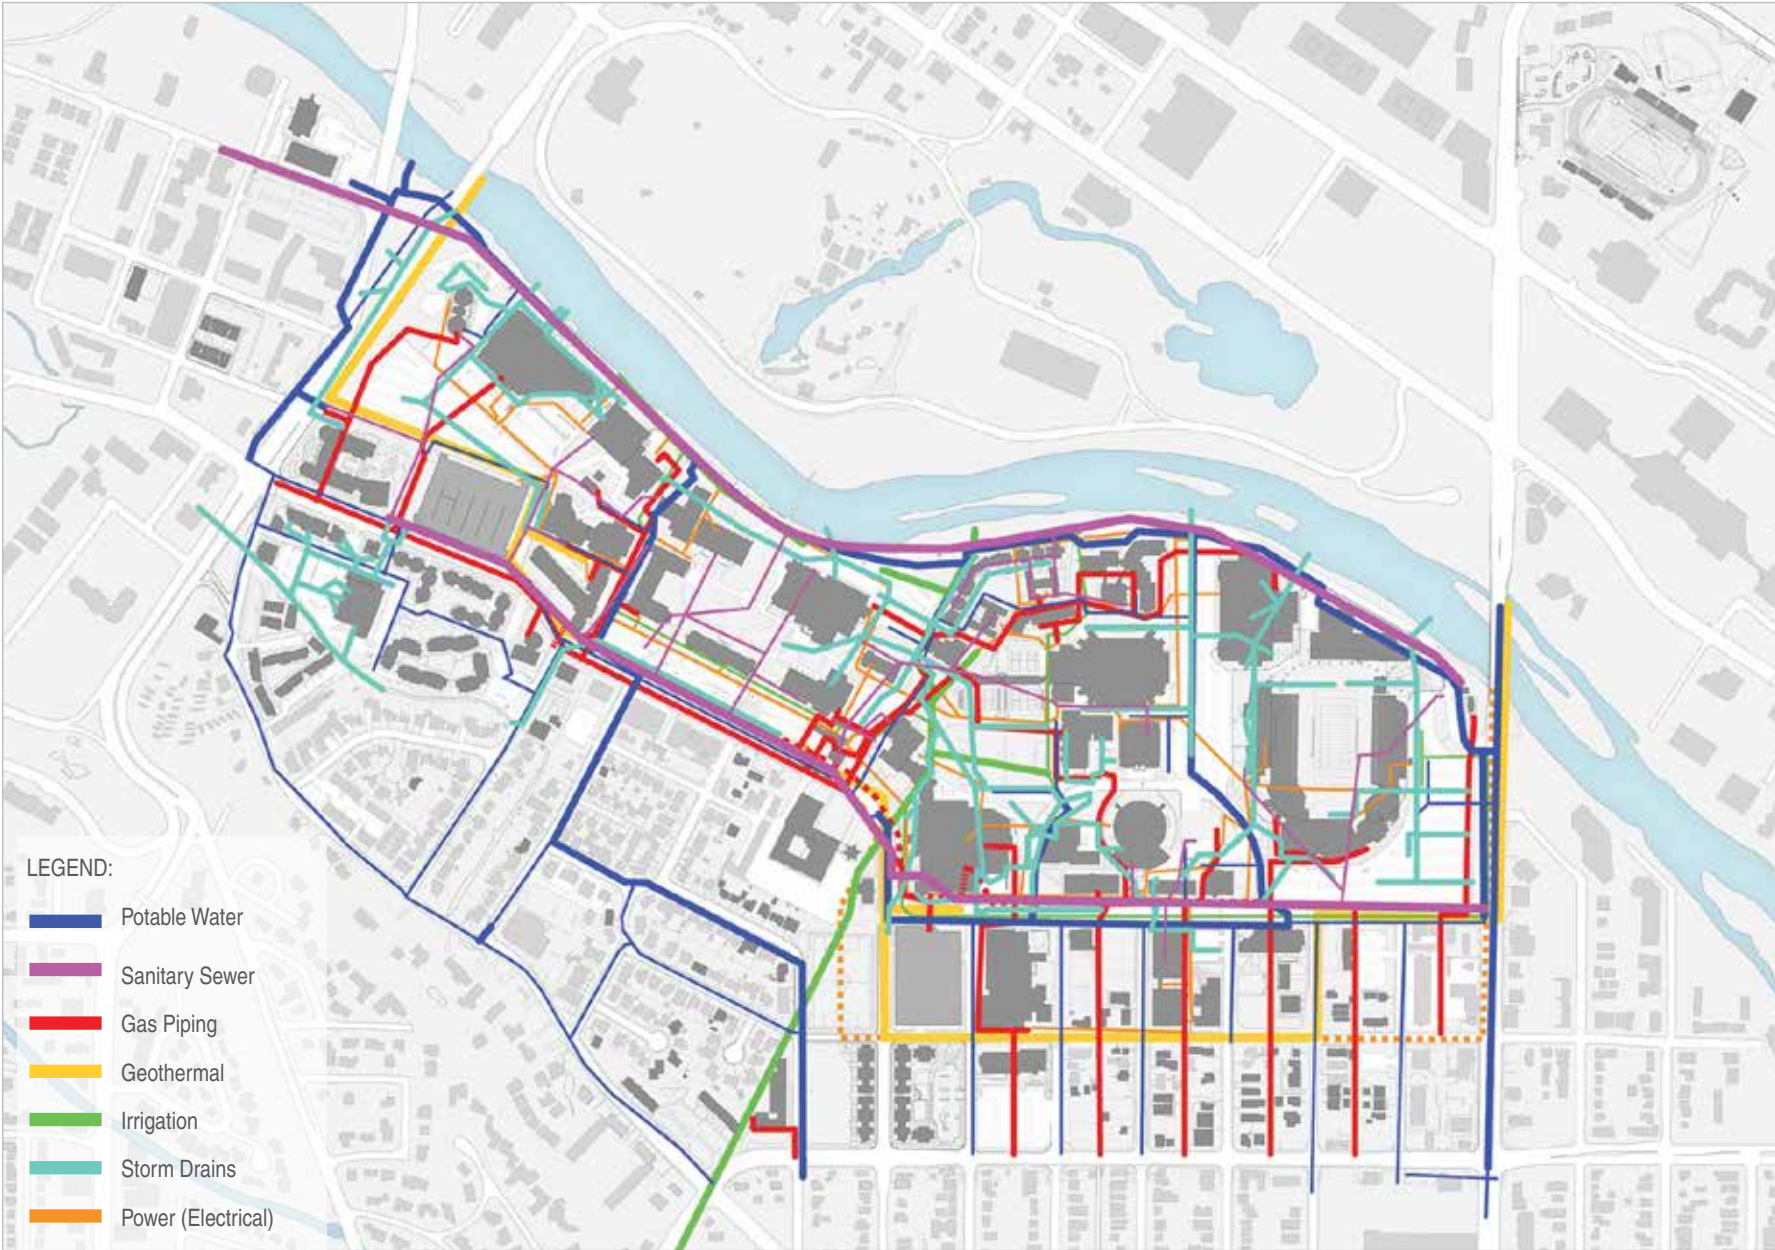 LEGEND:
Potable Water
Sanitary Sewer
Gas Piping
Geothermal
Irrigation
Storm Drains
Power (Electrical)